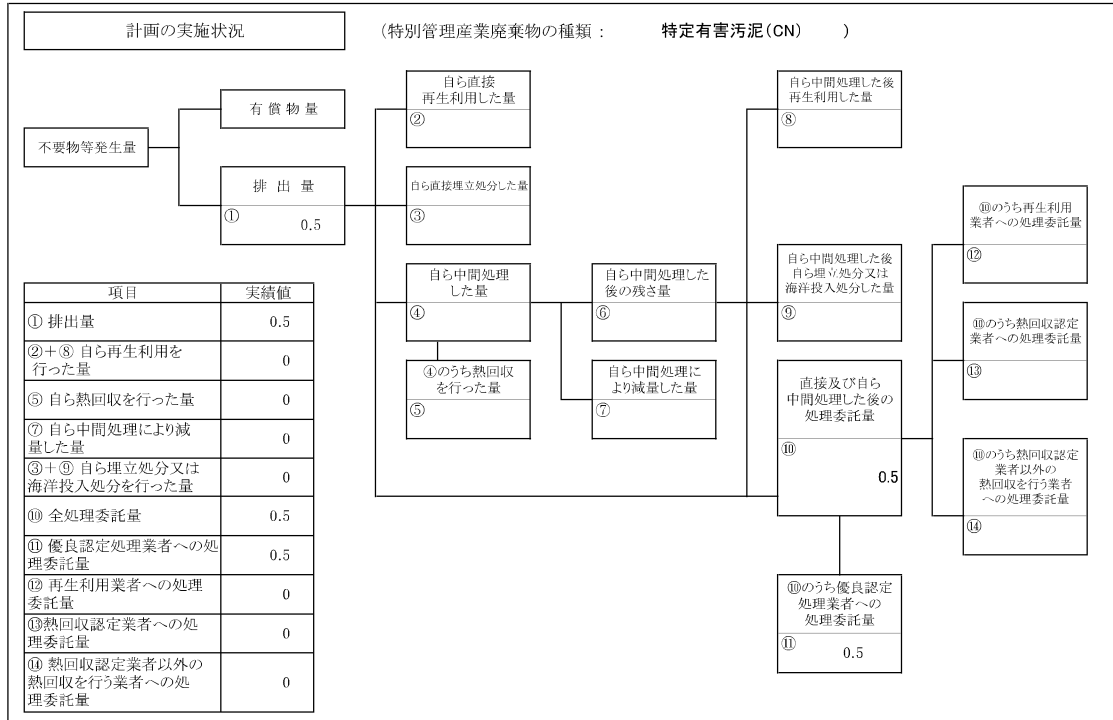 計画の実施状況
(特別管理産業廃棄物の種類： 特定有害汚泥(CN) )
不要物等発生量
有償物量
排出量
①
0.5
自ら直接
再生利用した量
②
自ら直接埋立処分した量
③
自ら中間処理
した量
④
④のうち熱回収
を行った量
⑤
自ら中間処理した
後の残さ量
⑥
自ら中間処理に
より減量した量
⑦
自ら中間処理した後
再生利用した量
⑧
自ら中間処理した後
自ら埋立処分又は
海洋投入処分した量
⑨
直接及び自ら
中間処理した後の
処理委託量
⑩
0.5
⑩のうち優良認定
処理業者への
処理委託量
⑪
0.5
⑩のうち再生利用
業者への処理委託量
⑫
⑩のうち熱回収認定
業者への処理委託量
⑬
⑩のうち熱回収認定
業者以外の
熱回収を行う業者
への処理委託量
⑭
項目 実績値
① 排出量 0.5
②＋⑧ 自ら再生利用を
行った量 0
⑤ 自ら熱回収を行った量 0
⑦ 自ら中間処理により減
量した量 0
③＋⑨ 自ら埋立処分又は
海洋投入処分を行った量 0
⑩ 全処理委託量 0.5
⑪ 優良認定処理業者への処
理委託量 0.5
⑫ 再生利用業者への処理
委託量 0
⑬熱回収認定業者への処
理委託量 0
⑭ 熱回収認定業者以外の
熱回収を行う業者への処
理委託量 0